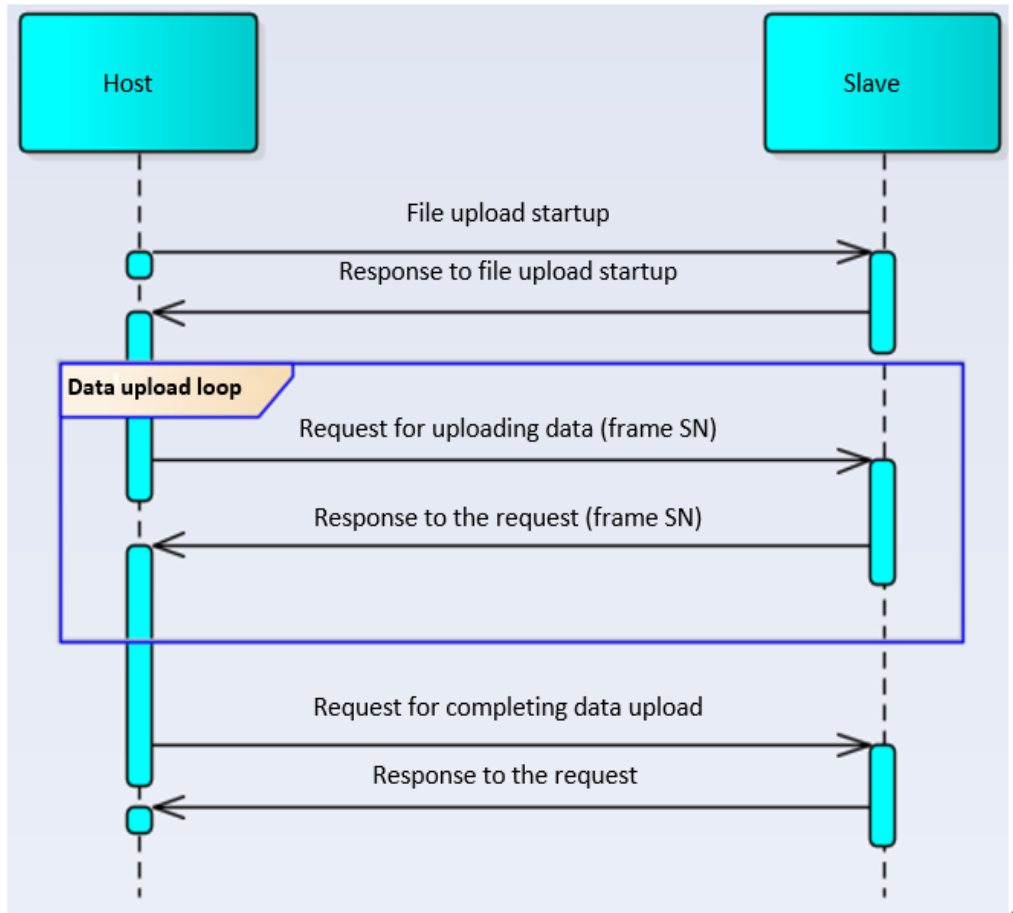 Host
Slave
File upload startup
Response to file upload startup
Data upload loop
Request for uploading data (frame SN)
Response to the request (frame SN)
Request for completing data upload
Response to the request